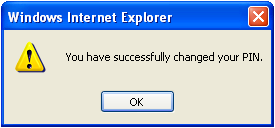 Windows Internet Explorer
You have successfully changed your PIN.
OK